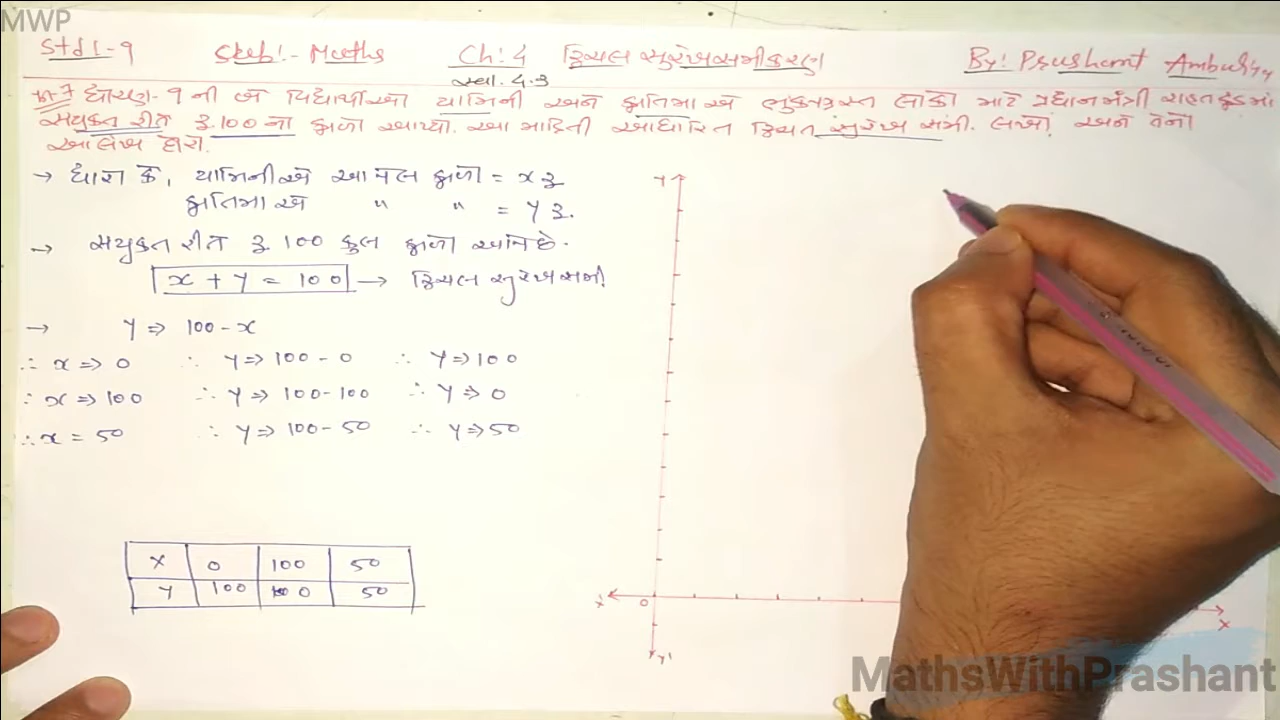 MWP
Std:- 9 Sub:- Maths Ch: 4 દ્વિચલ સુરેખ સમીકરણ By: Prashant Ambuliya
સ્વા. 4.3
ધોરણ- 9 ની બે વિદ્યાર્થીઓ યામિની અને ફાતિમાએ ભુકંપગ્રસ્ત લોકો માટે પ્રધાનમંત્રી રાહતફંડમાં
સંયુક્ત રીતે રૂ.100 નો ફાળો આપ્યો. આ માહિતી આધારિત દ્વિચલ સુરેખ સમી. લખો અને તેનો
આલેખ દોરો.
→ ધારો કે, યામિનીએ આપેલ ફાળો = x રૂ
ફાતિમાએ " " = y રૂ.
→ સંયુક્ત રીતે રૂ 100 કુલ ફાળો આપે છે.
x + y = 100 → દ્વિચલ સુરેખ સમી
→ y ⇒ 100 - x
∴ x ⇒ 0 ∴ y ⇒ 100 - 0 ∴ y ⇒ 100
∴ x ⇒ 100 ∴ y ⇒ 100-100 ∴ y ⇒ 0
∴ x = 50 ∴ y ⇒ 100-50 ∴ y ⇒ 50
X 0 100 50
Y 100 0 50
Y
X' 0 X
Y'
MathsWithPrashant